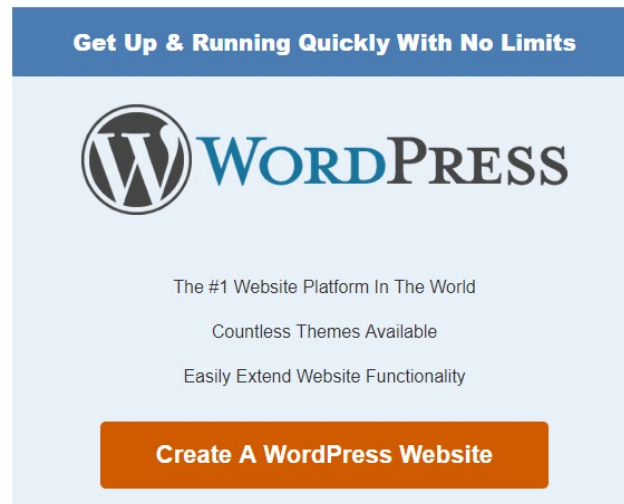 Get Up & Running Quickly With No Limits
WORDPRESS
The #1 Website Platform In The World
Countless Themes Available
Easily Extend Website Functionality
Create A WordPress Website